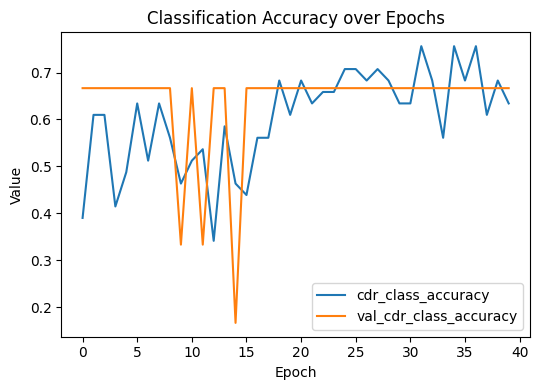 Classification Accuracy over Epochs
Value
0.7
0.6
0.5
0.4
0.3
0.2
cdr_class_accuracy
val_cdr_class_accuracy
0 5 10 15 20 25 30 35 40
Epoch